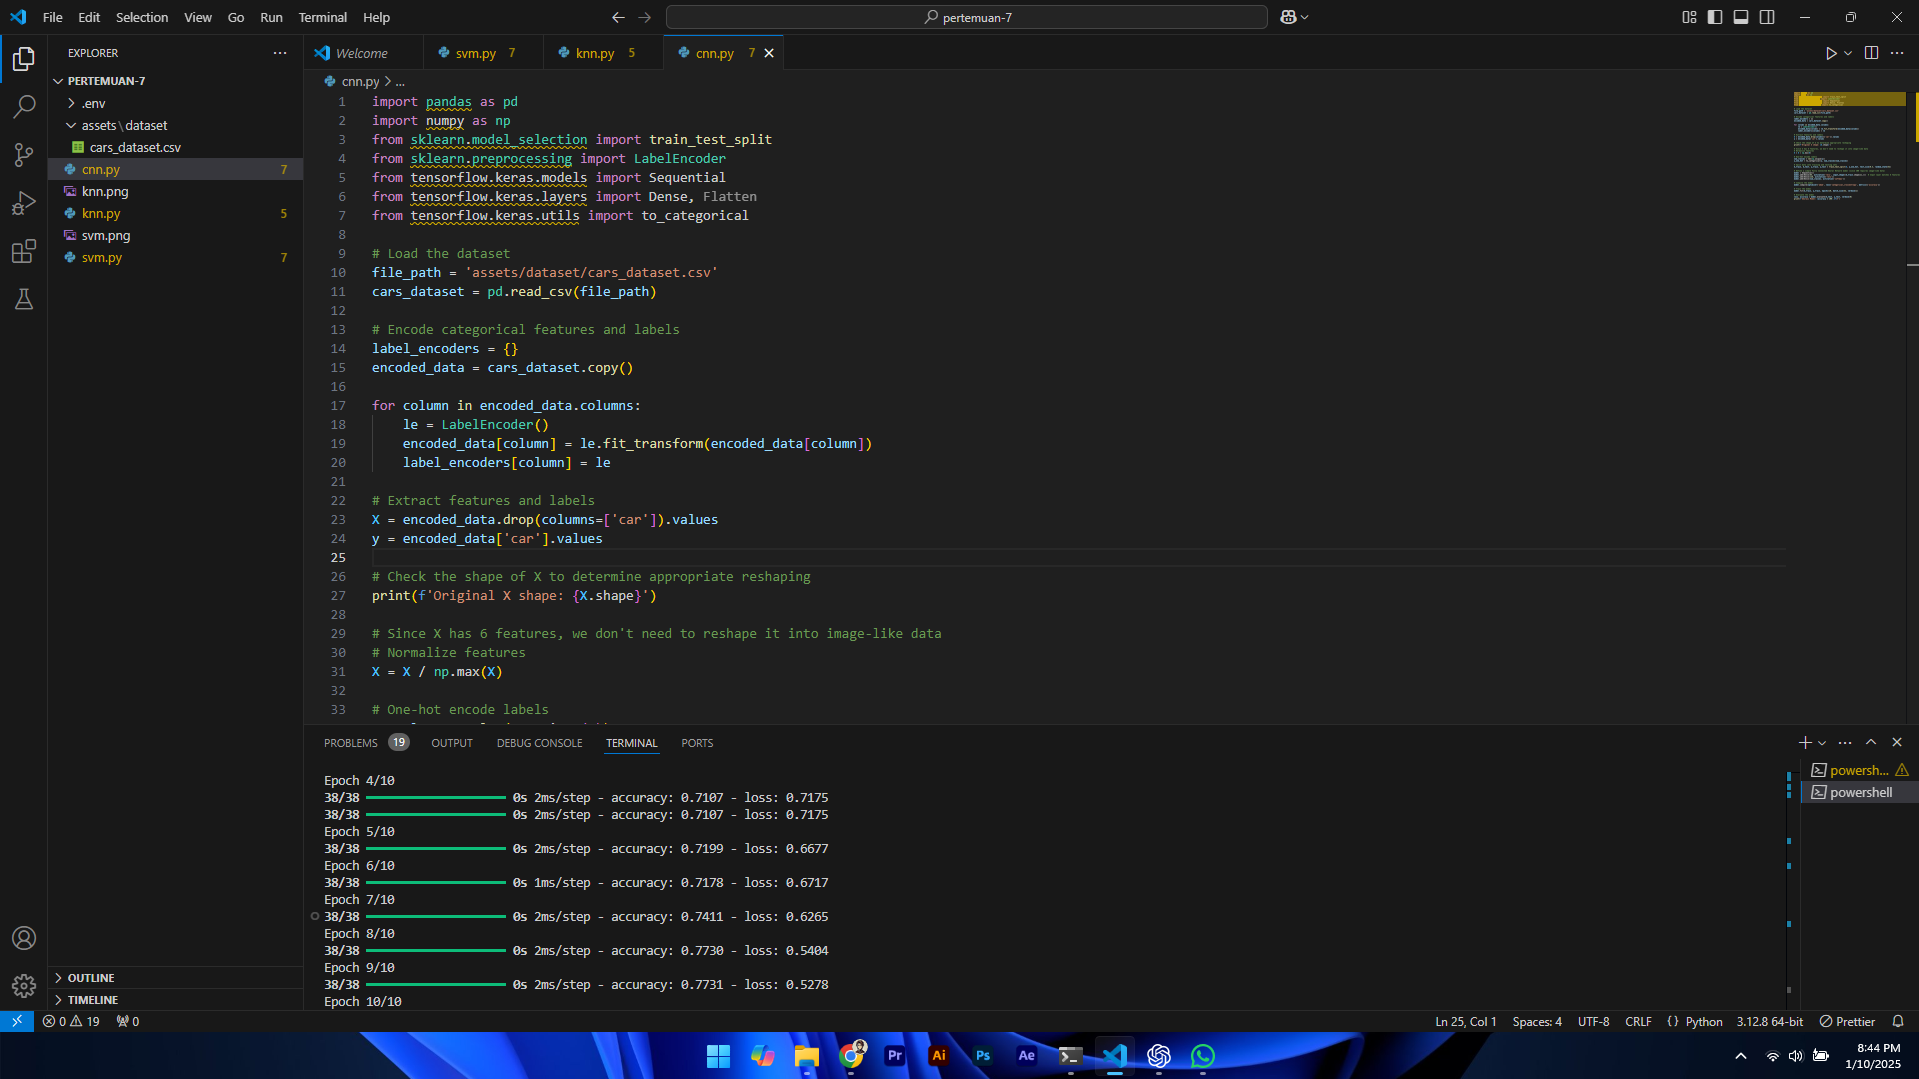 File Edit Selection View Go Run Terminal Help
pertemuan-7
EXPLORER
PERTEMUAN-7
.env
assets\dataset
cars_dataset.csv
cnn.py 7
knn.png
knn.py 5
svm.png
svm.py 7
OUTLINE
TIMELINE
Welcome svm.py 7 knn.py 5 cnn.py 7
cnn.py > ...
1 import pandas as pd
2 import numpy as np
3 from sklearn.model_selection import train_test_split
4 from sklearn.preprocessing import LabelEncoder
5 from tensorflow.keras.models import Sequential
6 from tensorflow.keras.layers import Dense, Flatten
7 from tensorflow.keras.utils import to_categorical
8
9 # Load the dataset
10 file_path = 'assets/dataset/cars_dataset.csv'
11 cars_dataset = pd.read_csv(file_path)
12
13 # Encode categorical features and labels
14 label_encoders = {}
15 encoded_data = cars_dataset.copy()
16
17 for column in encoded_data.columns:
18 le = LabelEncoder()
19 encoded_data[column] = le.fit_transform(encoded_data[column])
20 label_encoders[column] = le
21
22 # Extract features and labels
23 X = encoded_data.drop(columns=['car']).values
24 y = encoded_data['car'].values
25
26 # Check the shape of X to determine appropriate reshaping
27 print(f'Original X shape: {X.shape}')
28
29 # Since X has 6 features, we don't need to reshape it into image-like data
30 # Normalize features
31 X = X / np.max(X)
32
33 # One-hot encode labels
PROBLEMS 19 OUTPUT DEBUG CONSOLE TERMINAL PORTS
Epoch 4/10
38/38 0s 2ms/step - accuracy: 0.7107 - loss: 0.7175
38/38 0s 2ms/step - accuracy: 0.7107 - loss: 0.7175
Epoch 5/10
38/38 0s 2ms/step - accuracy: 0.7199 - loss: 0.6677
Epoch 6/10
38/38 0s 1ms/step - accuracy: 0.7178 - loss: 0.6717
Epoch 7/10
38/38 0s 2ms/step - accuracy: 0.7411 - loss: 0.6265
Epoch 8/10
38/38 0s 2ms/step - accuracy: 0.7730 - loss: 0.5404
Epoch 9/10
38/38 0s 2ms/step - accuracy: 0.7731 - loss: 0.5278
Epoch 10/10
powersh...
powershell
0 19 0
Ln 25, Col 1 Spaces: 4 UTF-8 CRLF {} Python 3.12.8 64-bit Prettier
Pr Ai Ps Ae
8:44 PM
1/10/2025